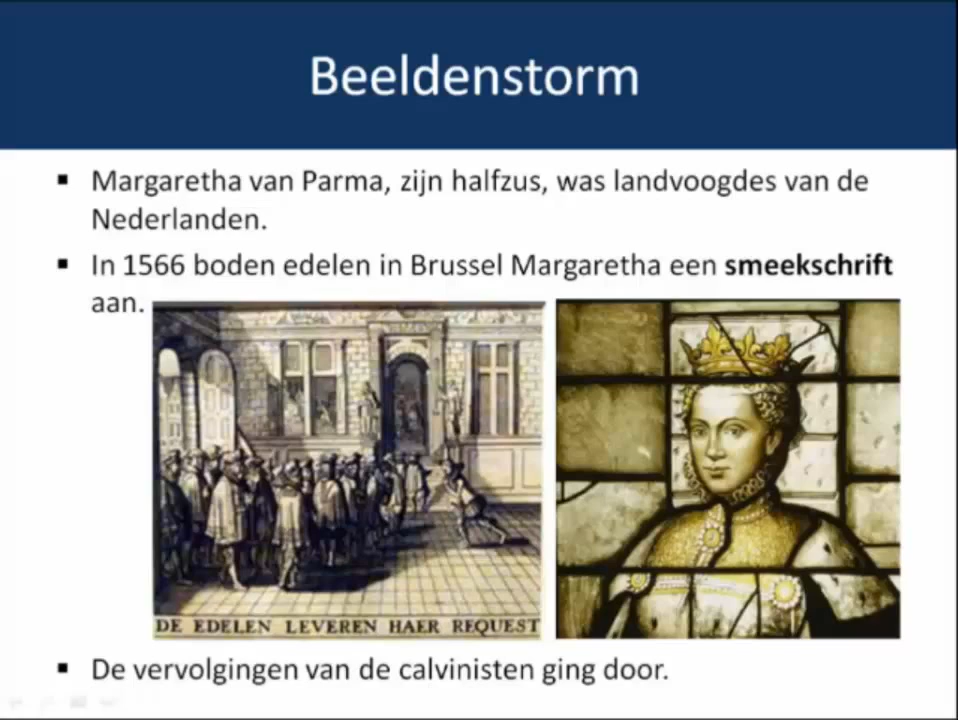 Beeldenstorm
▪ Margaretha van Parma, zijn halfzus, was landvoogdes van de
Nederlanden.
▪ In 1566 boden edelen in Brussel Margaretha een smeekschrift
aan.
DE EDELEN LEVEREN HAER REQUEST
▪ De vervolgingen van de calvinisten ging door.